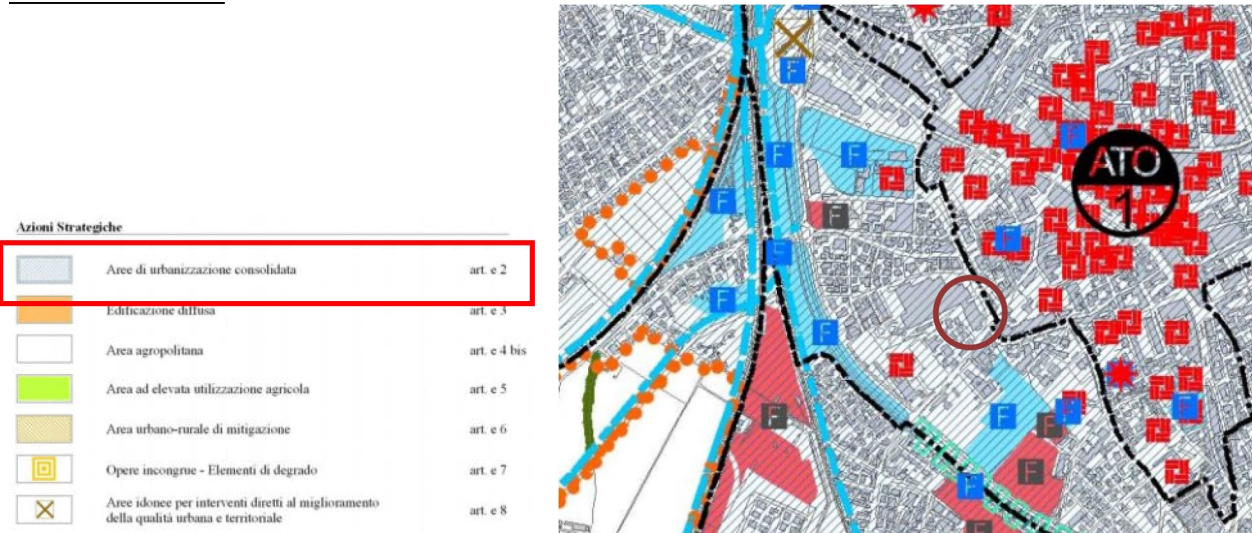 Azioni Strategiche
Aree di urbanizzazione consolidata art. e 2
Edificazione diffusa art. e 3
Area agropolitana art. e 4 bis
Area ad elevata utilizzazione agricola art. e 5
Area urbano-rurale di mitigazione art. e 6
Opere incongrue - Elementi di degrado art. e 7
Aree idonee per interventi diretti al miglioramento
della qualità urbana e territoriale art. e 8
F
F
F
F
F
F
F
F
F
F
ATO
1
F
F
F
F
F
F
F
F
F